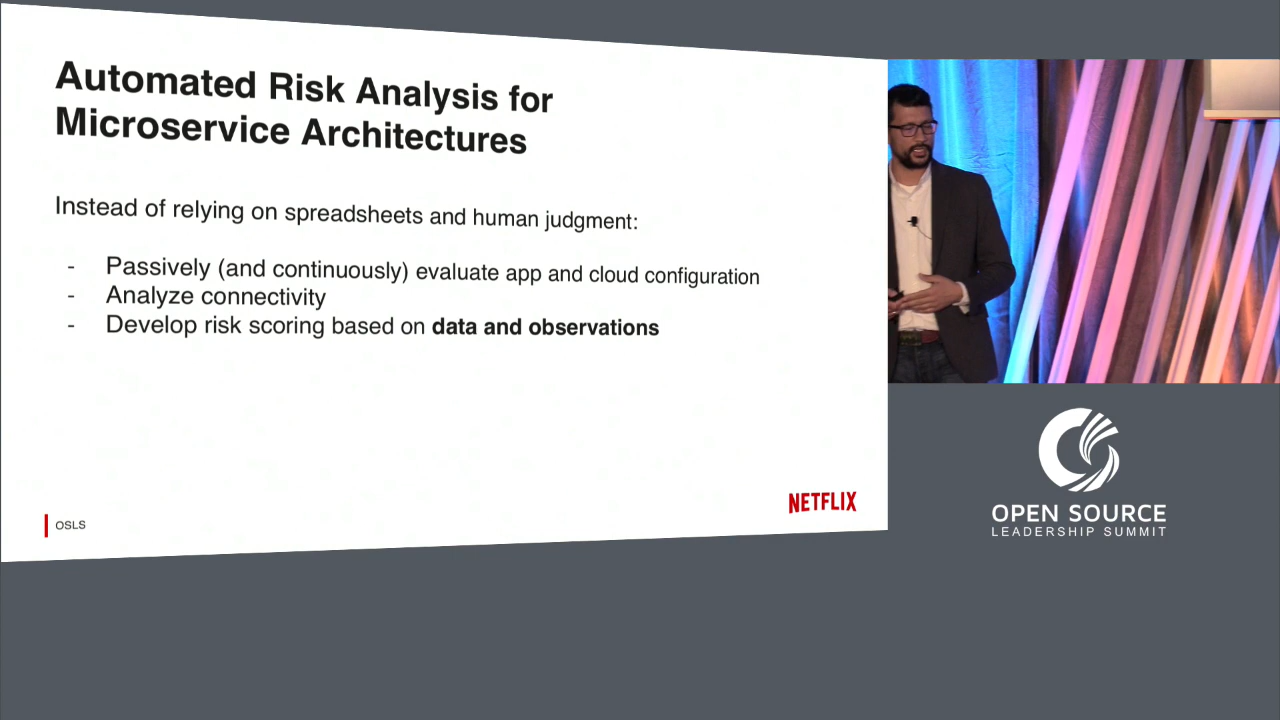 Automated Risk Analysis for
Microservice Architectures
Instead of relying on spreadsheets and human judgment:
- Passively (and continuously) evaluate app and cloud configuration
- Analyze connectivity
- Develop risk scoring based on data and observations
OSLS
NETFLIX
OPEN SOURCE
LEADERSHIP SUMMIT